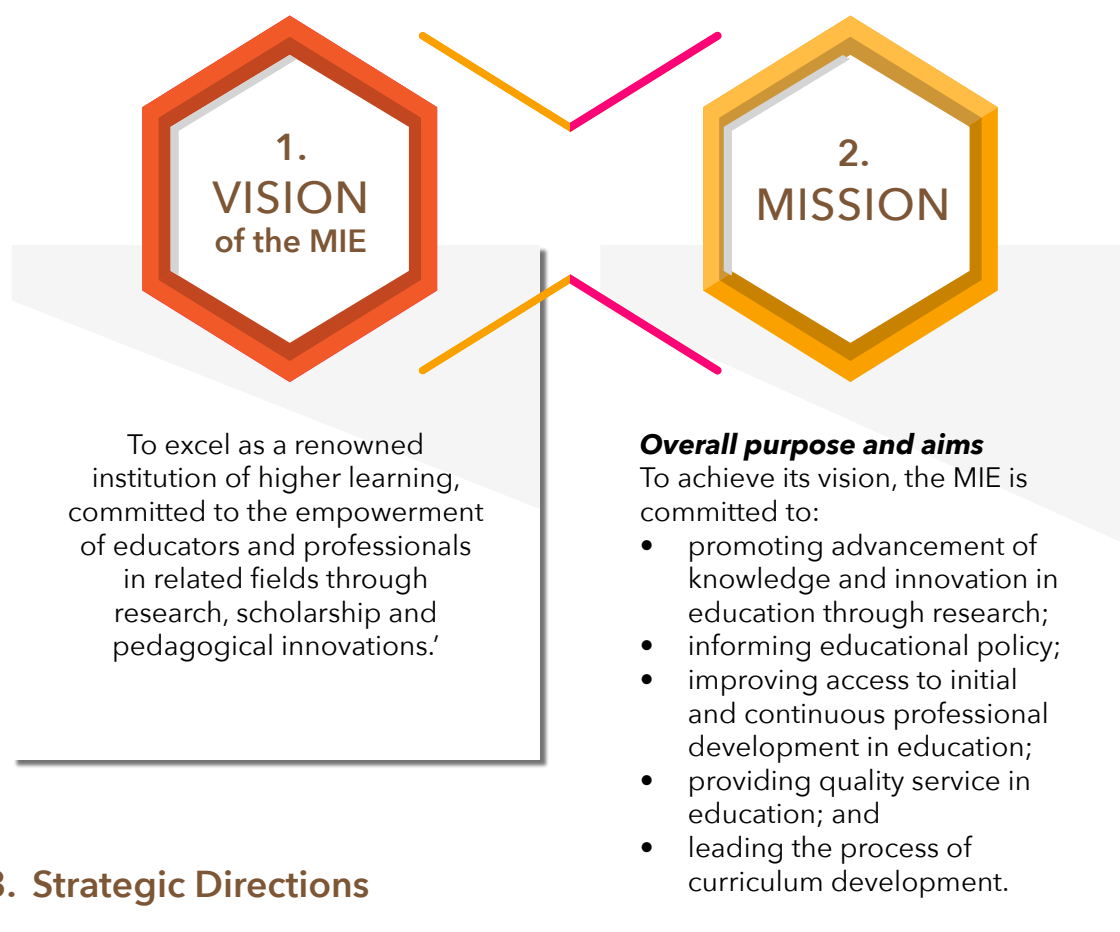 1.
VISION
of the MIE
To excel as a renowned
institution of higher learning,
committed to the empowerment
of educators and professionals
in related fields through
research, scholarship and
pedagogical innovations.’
2.
MISSION
Overall purpose and aims
To achieve its vision, the MIE is
committed to:
• promoting advancement of
knowledge and innovation in
education through research;
• informing educational policy;
• improving access to initial
and continuous professional
development in education;
• providing quality service in
education; and
• leading the process of
curriculum development.
3. Strategic Directions